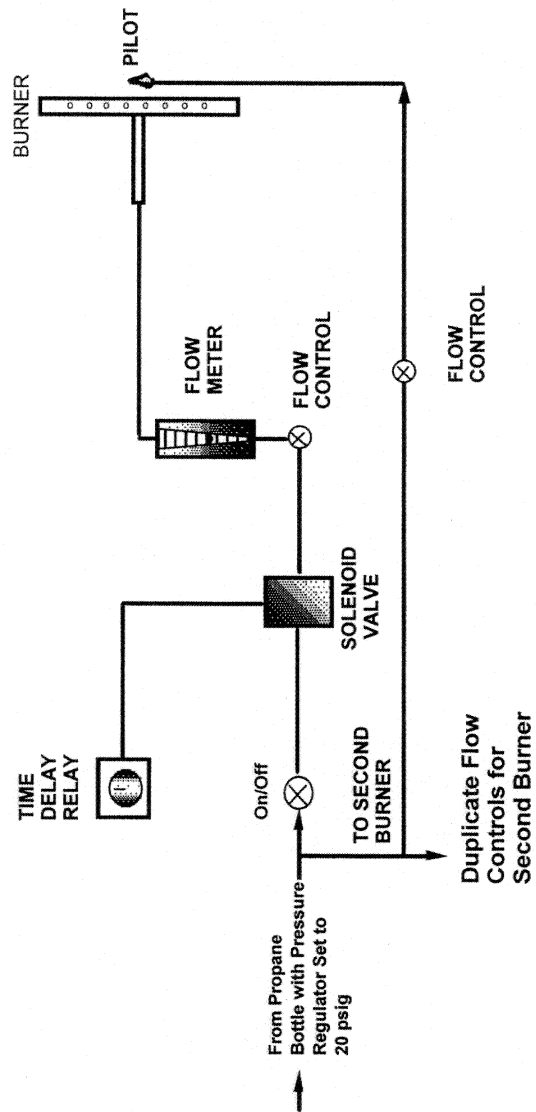 From Propane
Bottle with Pressure
Regulator Set to
20 psig
On/Off
TIME
DELAY
RELAY
TO SECOND
BURNER
Duplicate Flow
Controls for
Second Burner
SOLENOID
VALVE
FLOW
METER
FLOW
CONTROL
FLOW
CONTROL
BURNER
PILOT